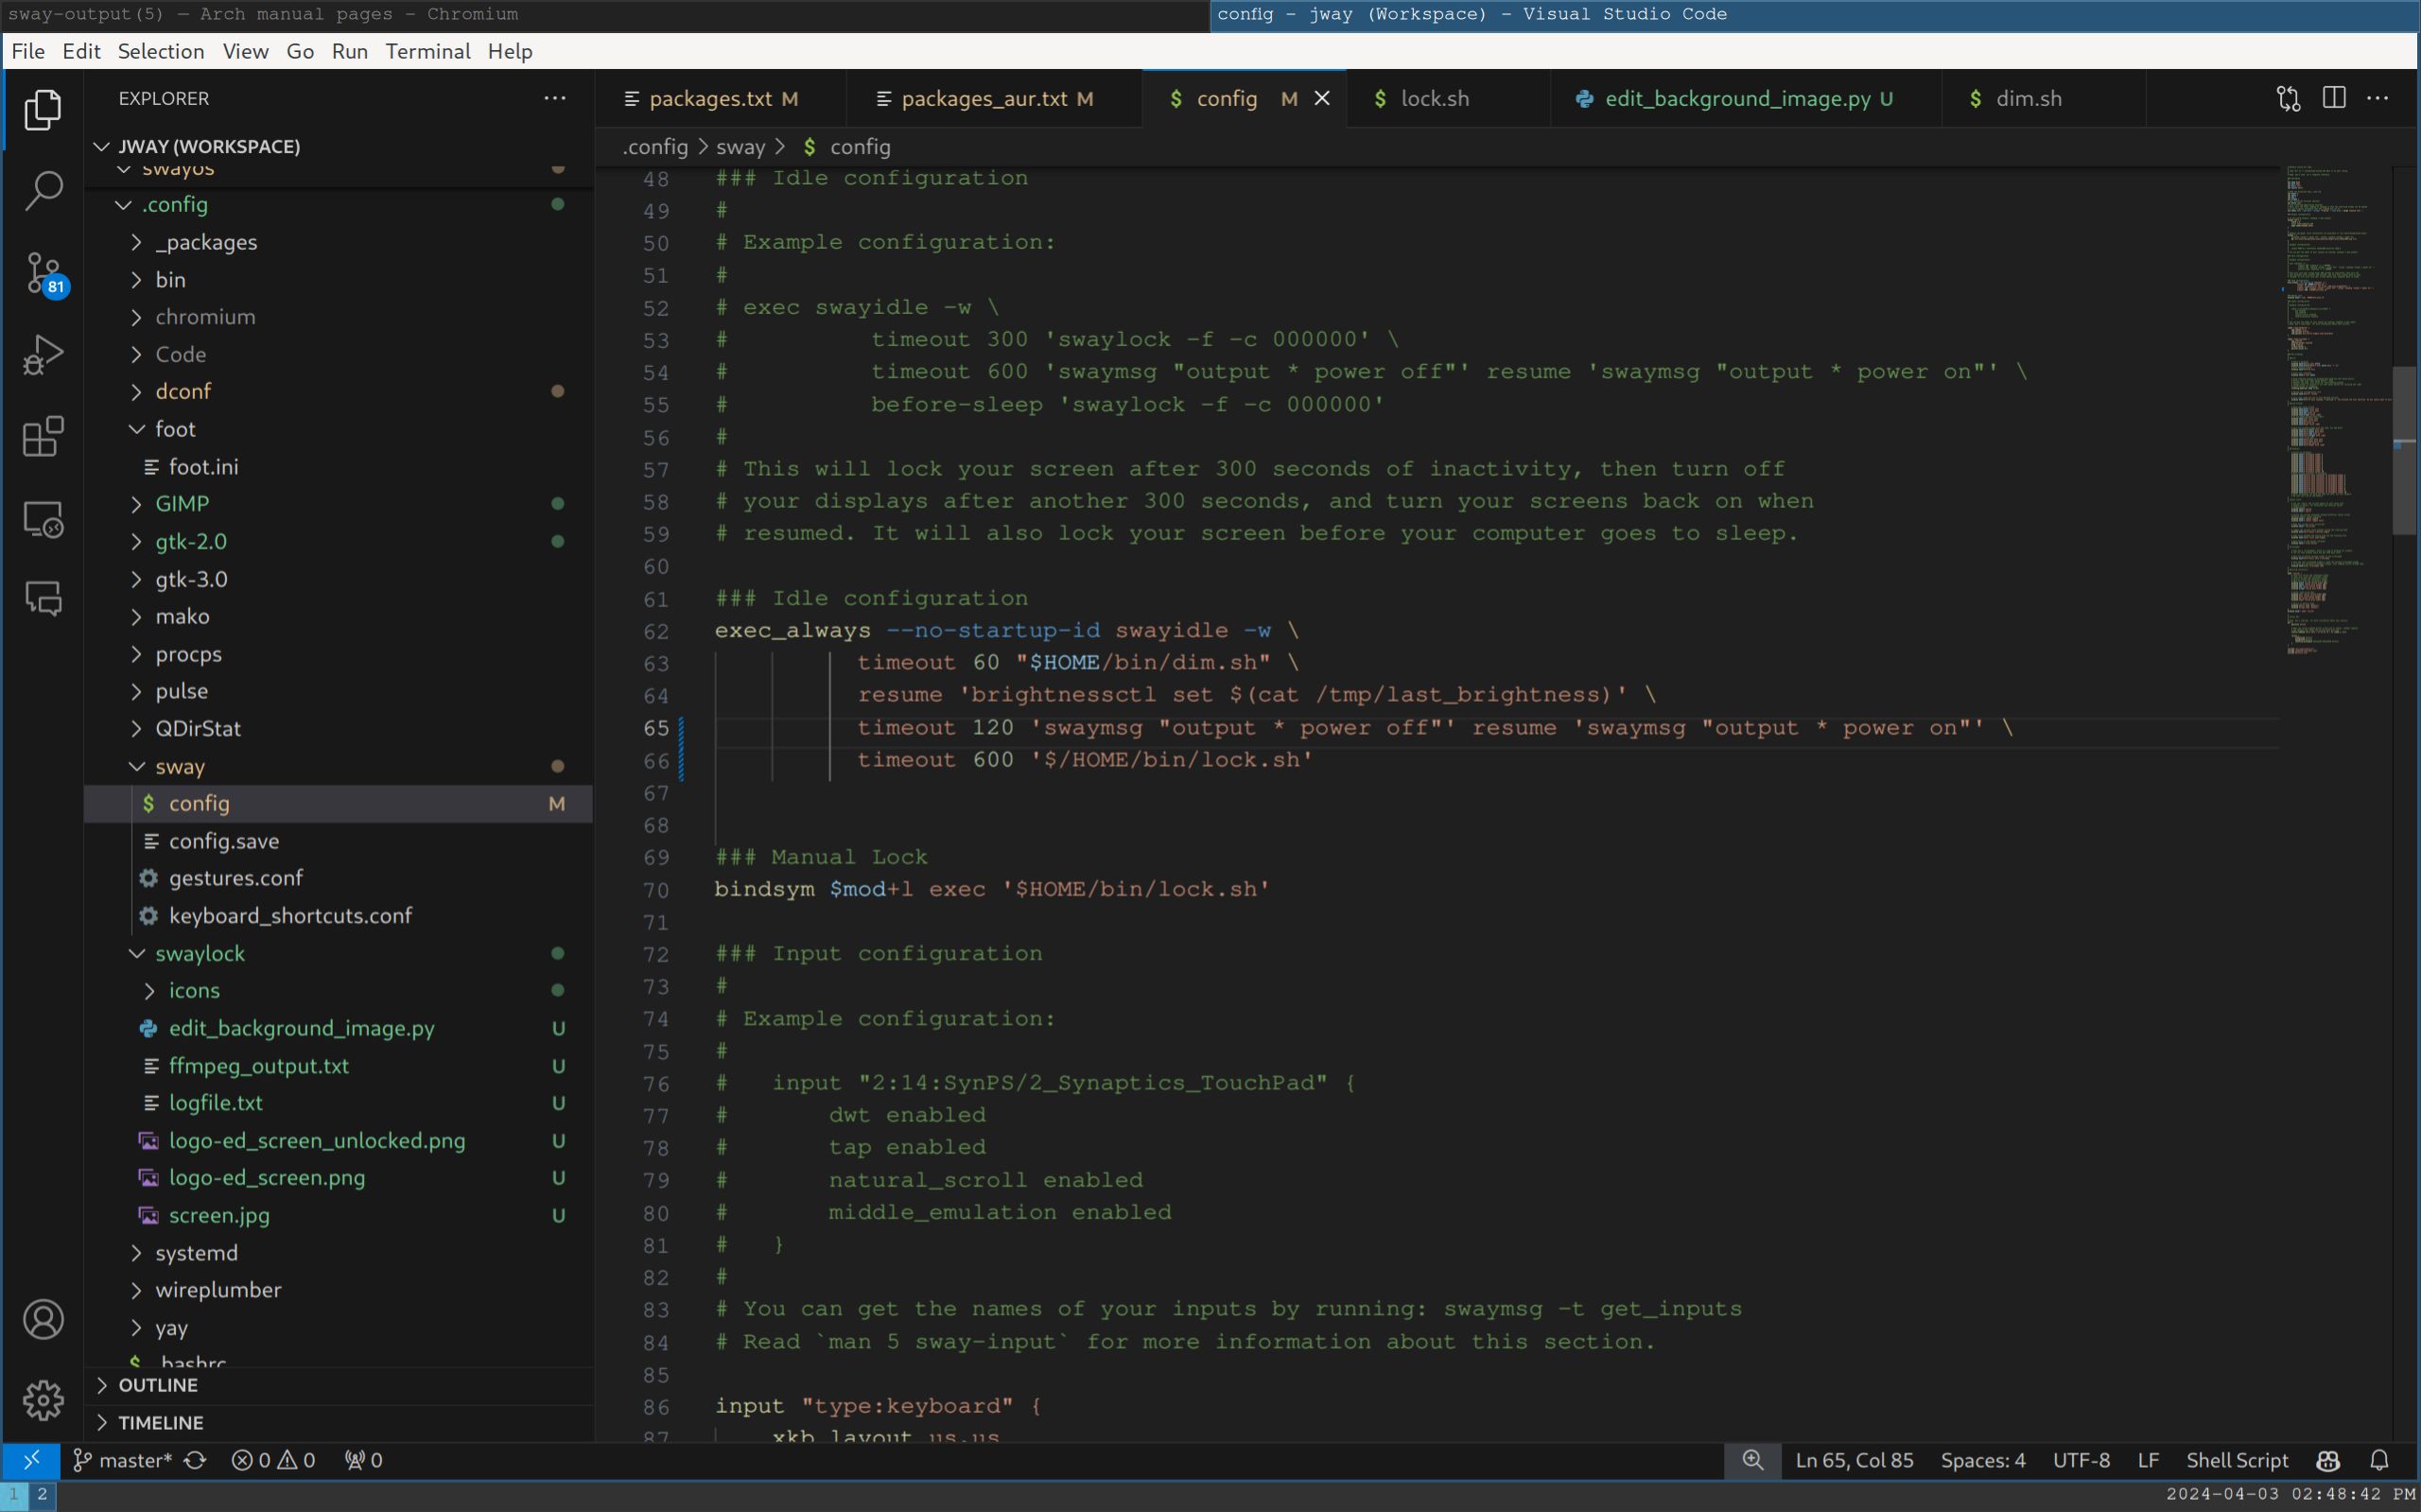 sway-output(5) — Arch manual pages - Chromium
config - jway (Workspace) - Visual Studio Code
File Edit Selection View Go Run Terminal Help
EXPLORER
JWAY (WORKSPACE)
swayos
.config
_packages
bin
81
chromium
Code
dconf
foot
foot.ini
GIMP
gtk-2.0
gtk-3.0
mako
procps
pulse
QDirStat
sway
config M
config.save
gestures.conf
keyboard_shortcuts.conf
swaylock
icons
edit_background_image.py U
ffmpeg_output.txt U
logfile.txt U
logo-ed_screen_unlocked.png U
logo-ed_screen.png U
screen.jpg U
systemd
wireplumber
yay
.bashrc
OUTLINE
TIMELINE
packages.txt M
packages_aur.txt M
$ config M
$ lock.sh
edit_background_image.py U
$ dim.sh
.config > sway > $ config
48 ### Idle configuration
49 #
50 # Example configuration:
51 #
52 # exec swayidle -w \
53 #          timeout 300 'swaylock -f -c 000000' \
54 #          timeout 600 'swaymsg "output * power off"' resume 'swaymsg "output * power on"' \
55 #          before-sleep 'swaylock -f -c 000000'
56 #
57 # This will lock your screen after 300 seconds of inactivity, then turn off
58 # your displays after another 300 seconds, and turn your screens back on when
59 # resumed. It will also lock your screen before your computer goes to sleep.
60
61 ### Idle configuration
62 exec_always --no-startup-id swayidle -w \
63           timeout 60 "$HOME/bin/dim.sh" \
64           resume 'brightnessctl set $(cat /tmp/last_brightness)' \
65           timeout 120 'swaymsg "output * power off"' resume 'swaymsg "output * power on"' \
66           timeout 600 '$/HOME/bin/lock.sh'
67
68
69 ### Manual Lock
70 bindsym $mod+l exec '$HOME/bin/lock.sh'
71
72 ### Input configuration
73 #
74 # Example configuration:
75 #
76 #   input "2:14:SynPS/2_Synaptics_TouchPad" {
77 #       dwt enabled
78 #       tap enabled
79 #       natural_scroll enabled
80 #       middle_emulation enabled
81 #   }
82 #
83 # You can get the names of your inputs by running: swaymsg -t get_inputs
84 # Read `man 5 sway-input` for more information about this section.
85
86 input "type:keyboard" {
87     xkb_layout us,us
master* 0 0 0
Ln 65, Col 85 Spaces: 4 UTF-8 LF Shell Script
1 2
2024-04-03 02:48:42 PM